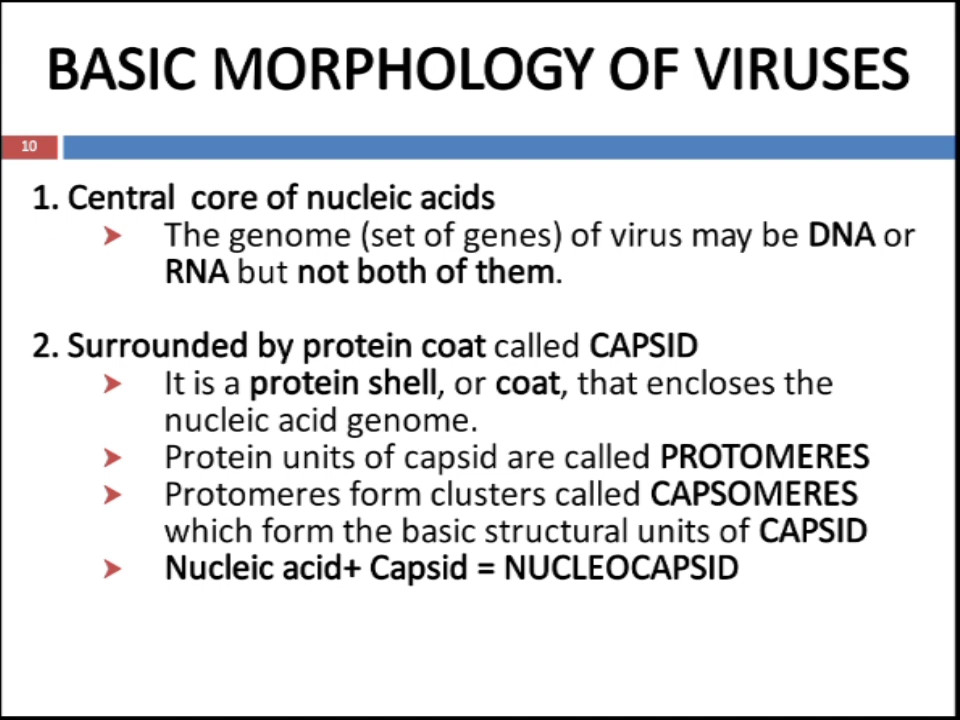 BASIC MORPHOLOGY OF VIRUSES
10
1. Central core of nucleic acids
➤ The genome (set of genes) of virus may be DNA or
RNA but not both of them.
2. Surrounded by protein coat called CAPSID
➤ It is a protein shell, or coat, that encloses the
nucleic acid genome.
➤ Protein units of capsid are called PROTOMERES
➤ Protomeres form clusters called CAPSOMERES
which form the basic structural units of CAPSID
➤ Nucleic acid+ Capsid = NUCLEOCAPSID